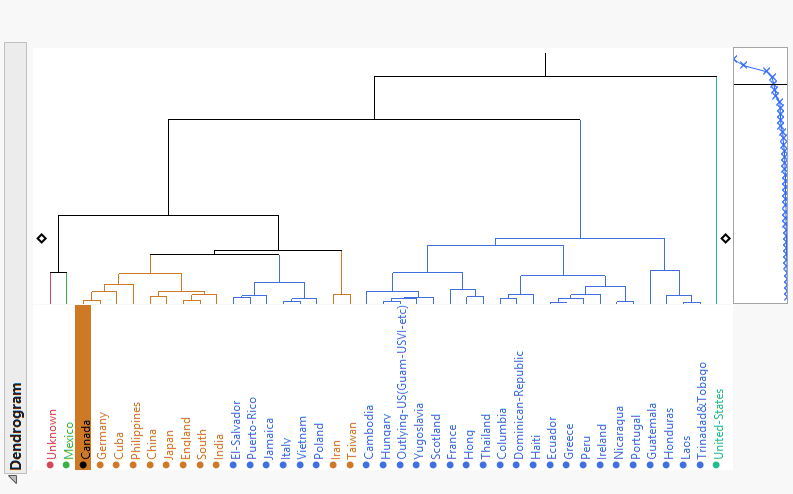 Dendrogram
Unknown
Mexico
Canada
Germany
Cuba
Philippines
China
Japan
England
South
India
El-Salvador
Puerto-Rico
Jamaica
Italy
Vietnam
Poland
Iran
Taiwan
Cambodia
Hungary
Outlying-US(Guam-USVI-etc)
Yugoslavia
Scotland
France
Hong
Thailand
Columbia
Dominican-Republic
Haiti
Ecuador
Greece
Peru
Ireland
Nicaragua
Portugal
Guatemala
Honduras
Laos
Trinadad&Tobago
United-States